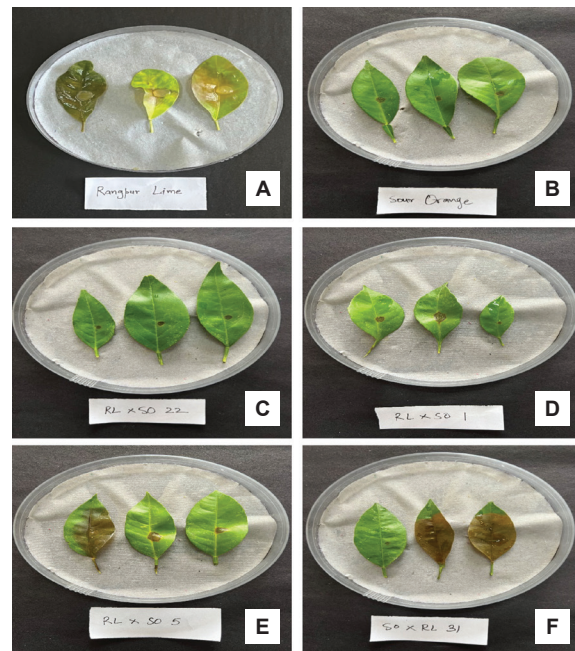 Rangpur Lime
A
Sour Orange
B
RL x SO 22
C
RL x SO 1
D
RL x SO 5
E
SO x RL 31
F